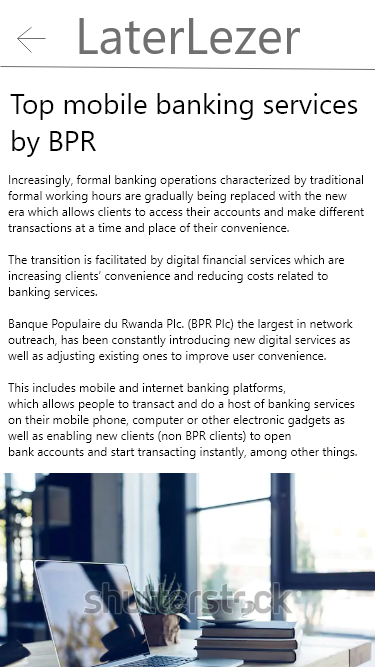 LaterLezer
Top mobile banking services
by BPR
Increasingly, formal banking operations characterized by traditional
formal working hours are gradually being replaced with the new
era which allows clients to access their accounts and make different
transactions at a time and place of their convenience.
The transition is facilitated by digital financial services which are
increasing clients’ convenience and reducing costs related to
banking services.
Banque Populaire du Rwanda Plc. (BPR Plc) the largest in network
outreach, has been constantly introducing new digital services as
well as adjusting existing ones to improve user convenience.
This includes mobile and internet banking platforms,
which allows people to transact and do a host of banking services
on their mobile phone, computer or other electronic gadgets as
well as enabling new clients (non BPR clients) to open
bank accounts and start transacting instantly, among other things.
shutterstock